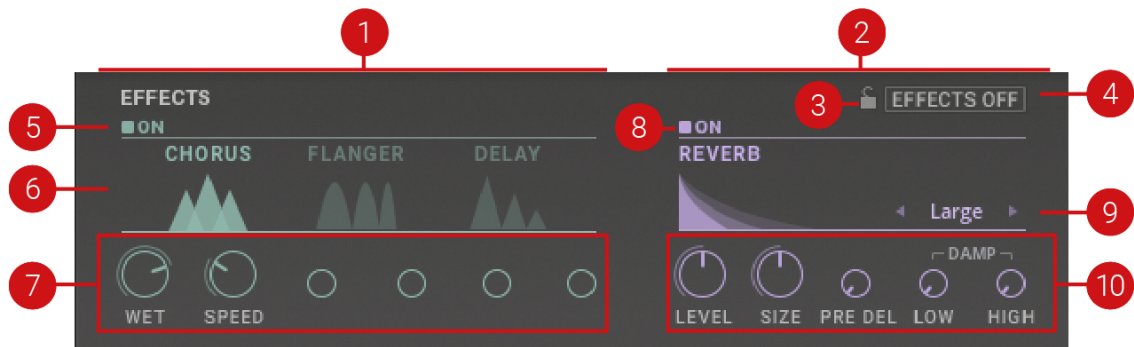 1 2
3 4
EFFECTS EFFECTS OFF
5 ON 8 ON
CHORUS FLANGER DELAY REVERB
6 Large 9
7 DAMP 10
WET SPEED LEVEL SIZE PRE DEL LOW HIGH